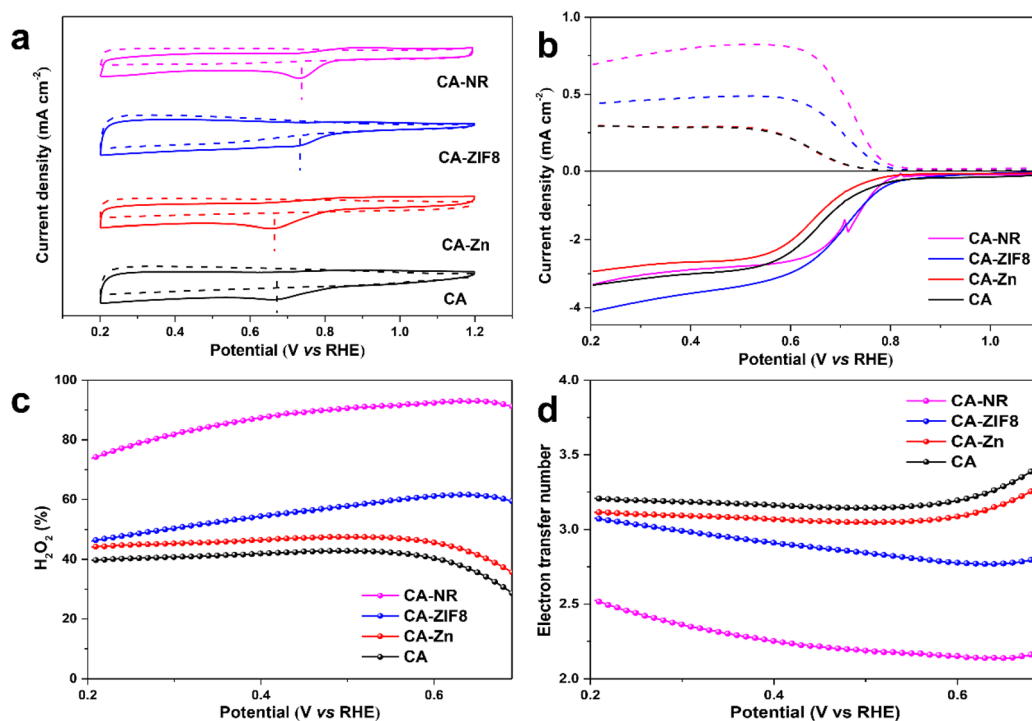 a
Current density (mA cm-2)
CA-NR
CA-ZIF8
CA-Zn
CA
0.2 0.4 0.6 0.8 1.0 1.2
Potential (V vs RHE)
b
Current density (mA cm-2)
1.0
0.5
0.0
-2
-4
CA-NR
CA-ZIF8
CA-Zn
CA
0.2 0.4 0.6 0.8 1.0
Potential (V vs RHE)
c
H2O2 (%)
100
80
60
40
20
0
CA-NR
CA-ZIF8
CA-Zn
CA
0.2 0.4 0.6
Potential (V vs RHE)
d
Electron transfer number
4.0
3.5
3.0
2.5
2.0
CA-NR
CA-ZIF8
CA-Zn
CA
0.2 0.4 0.6
Potential (V vs RHE)